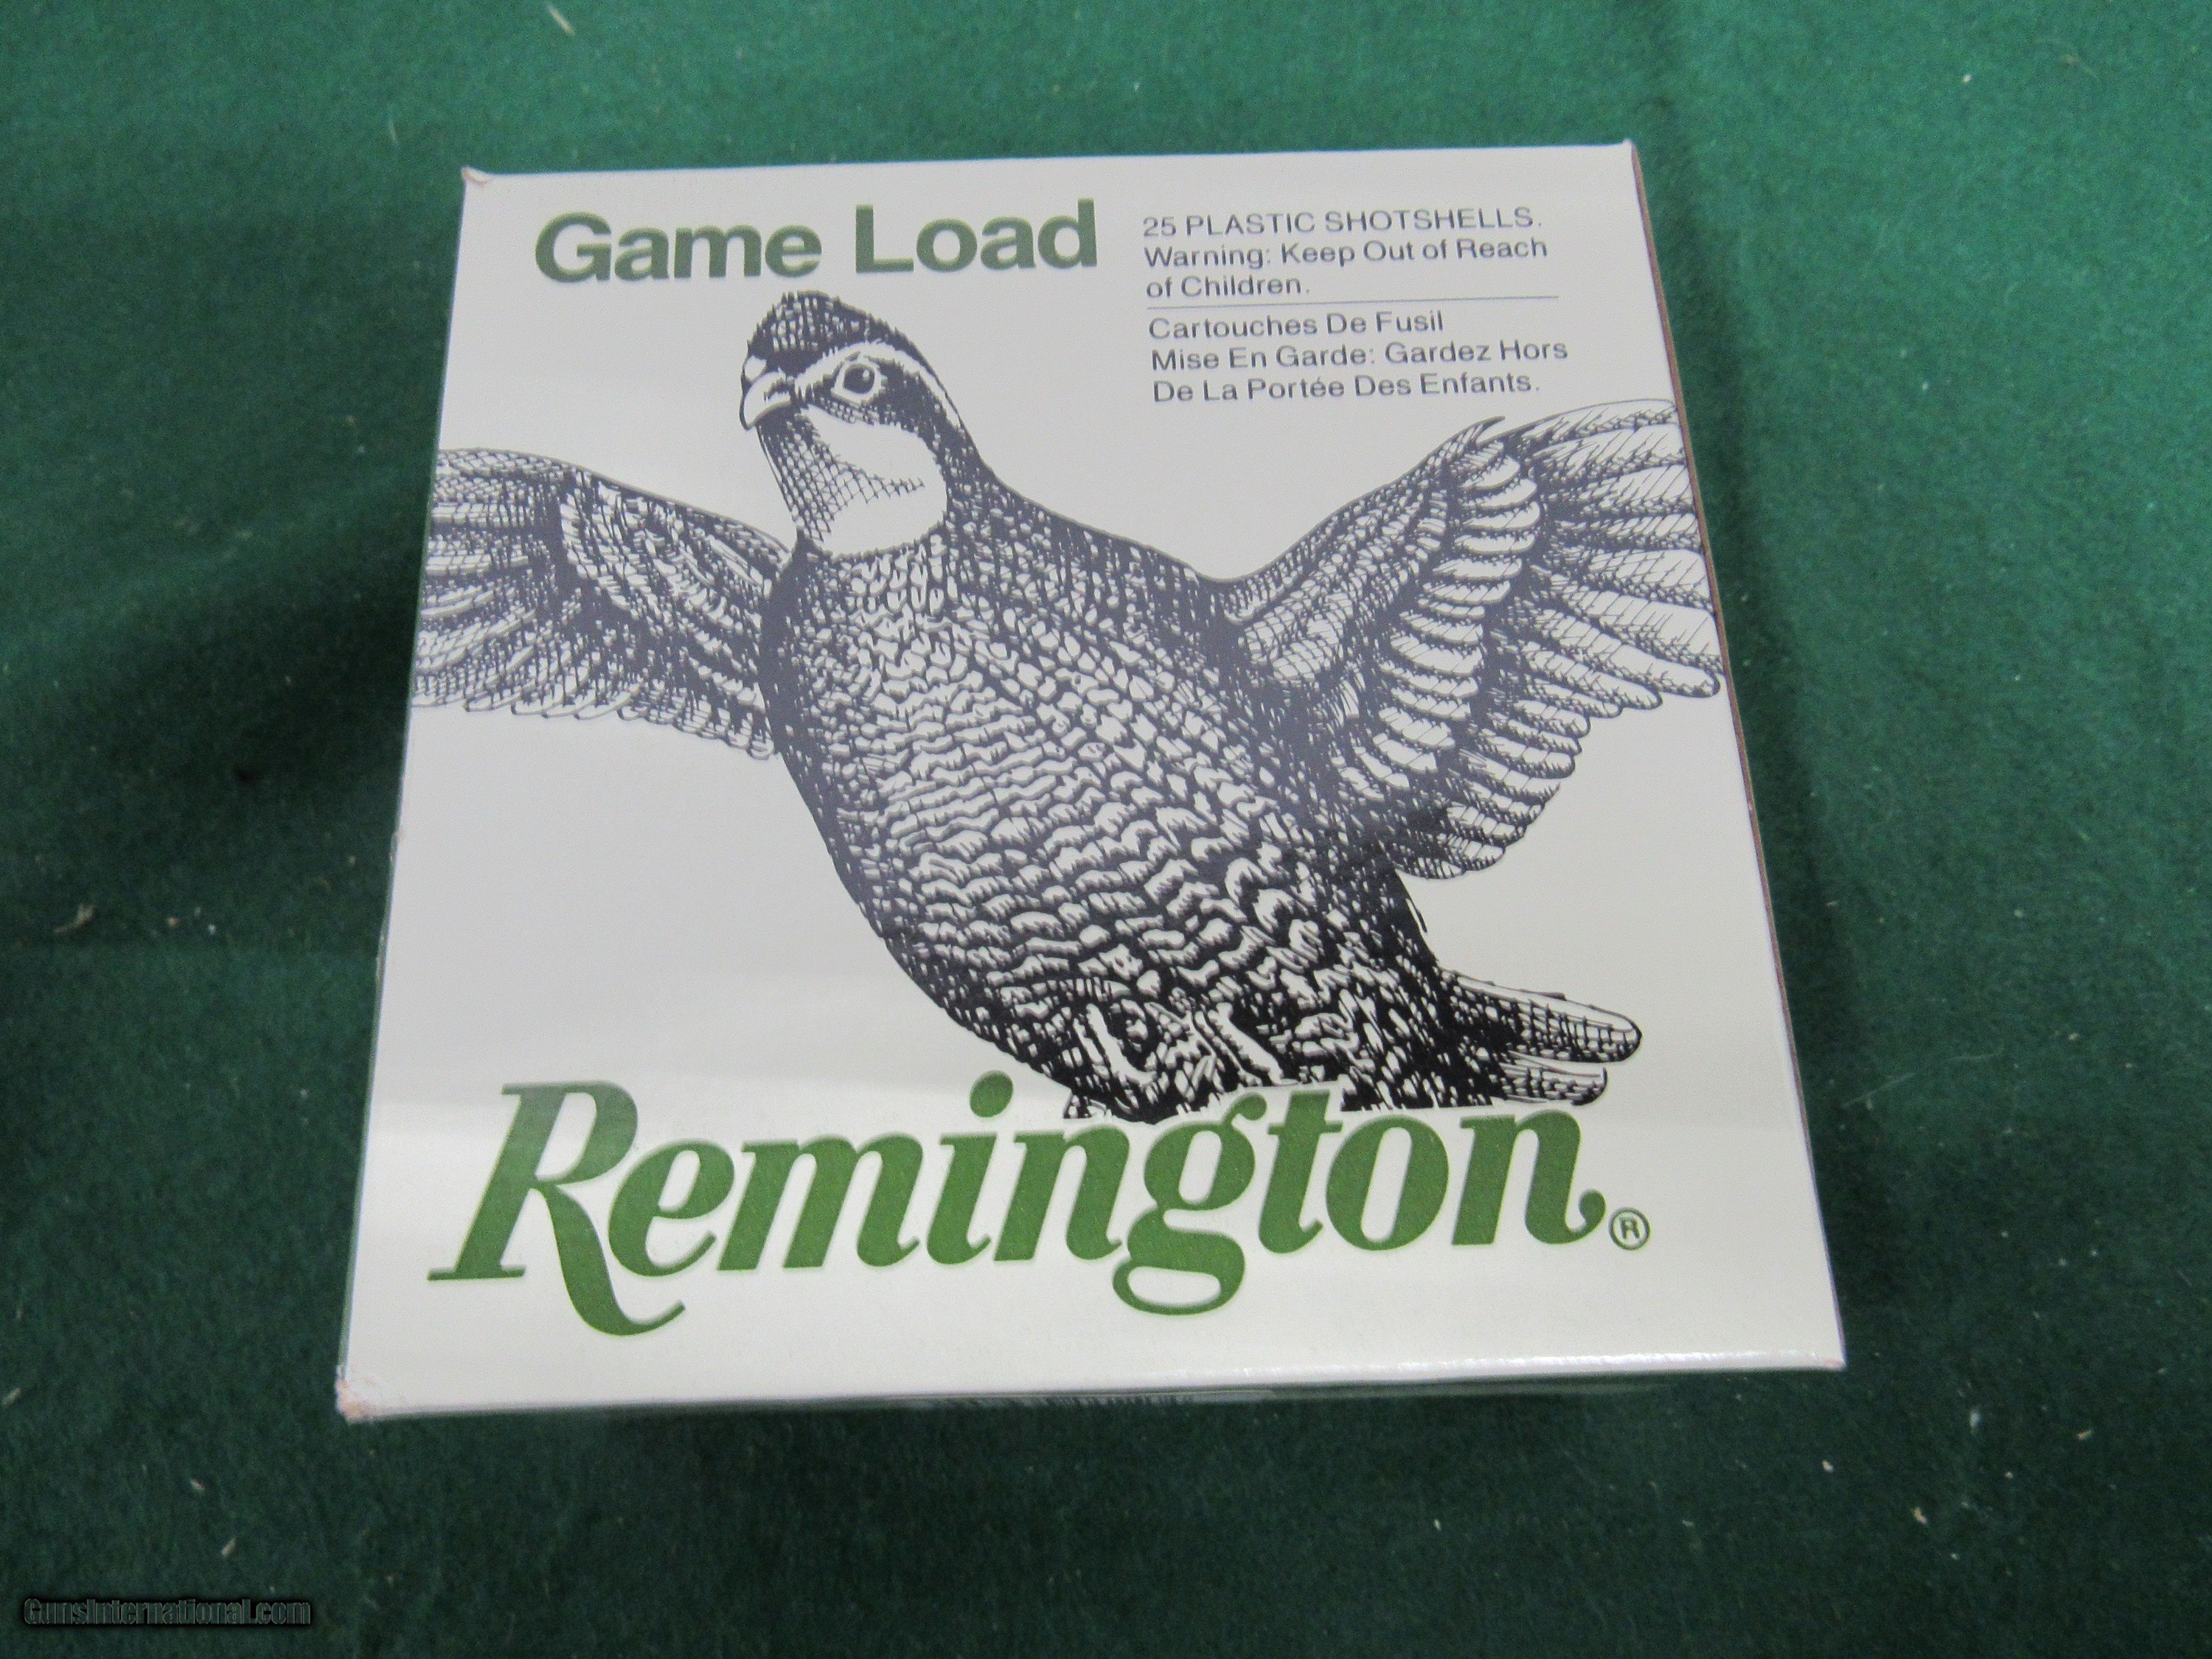 Game Load
25 PLASTIC SHOTSHELLS.
Warning: Keep Out of Reach
of Children.
Cartouches De Fusil
Mise En Garde: Gardez Hors
De La Portée Des Enfants.
Remington®
GunsInternational.com